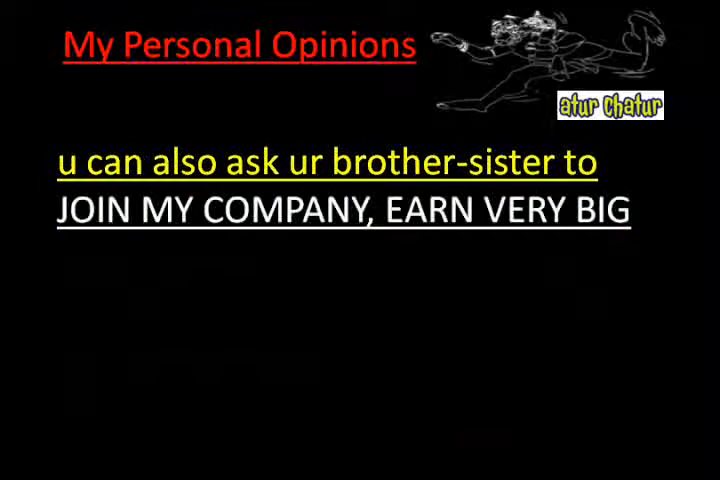 My Personal Opinions
atur chatur
u can also ask ur brother-sister to
JOIN MY COMPANY, EARN VERY BIG